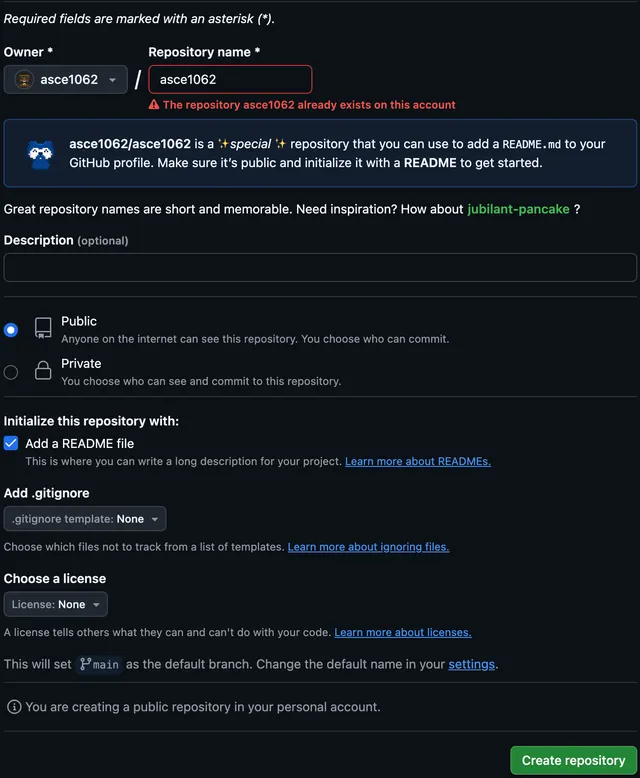 Required fields are marked with an asterisk (*).
Owner * Repository name *
asce1062 / asce1062
The repository asce1062 already exists on this account
asce1062/asce1062 is a ✨special ✨ repository that you can use to add a README.md to your
GitHub profile. Make sure it’s public and initialize it with a README to get started.
Great repository names are short and memorable. Need inspiration? How about jubilant-pancake ?
Description (optional)
Public
Anyone on the internet can see this repository. You choose who can commit.
Private
You choose who can see and commit to this repository.
Initialize this repository with:
Add a README file
This is where you can write a long description for your project. Learn more about READMEs.
Add .gitignore
.gitignore template: None
Choose which files not to track from a list of templates. Learn more about ignoring files.
Choose a license
License: None
A license tells others what they can and can't do with your code. Learn more about licenses.
This will set main as the default branch. Change the default name in your settings.
You are creating a public repository in your personal account.
Create repository